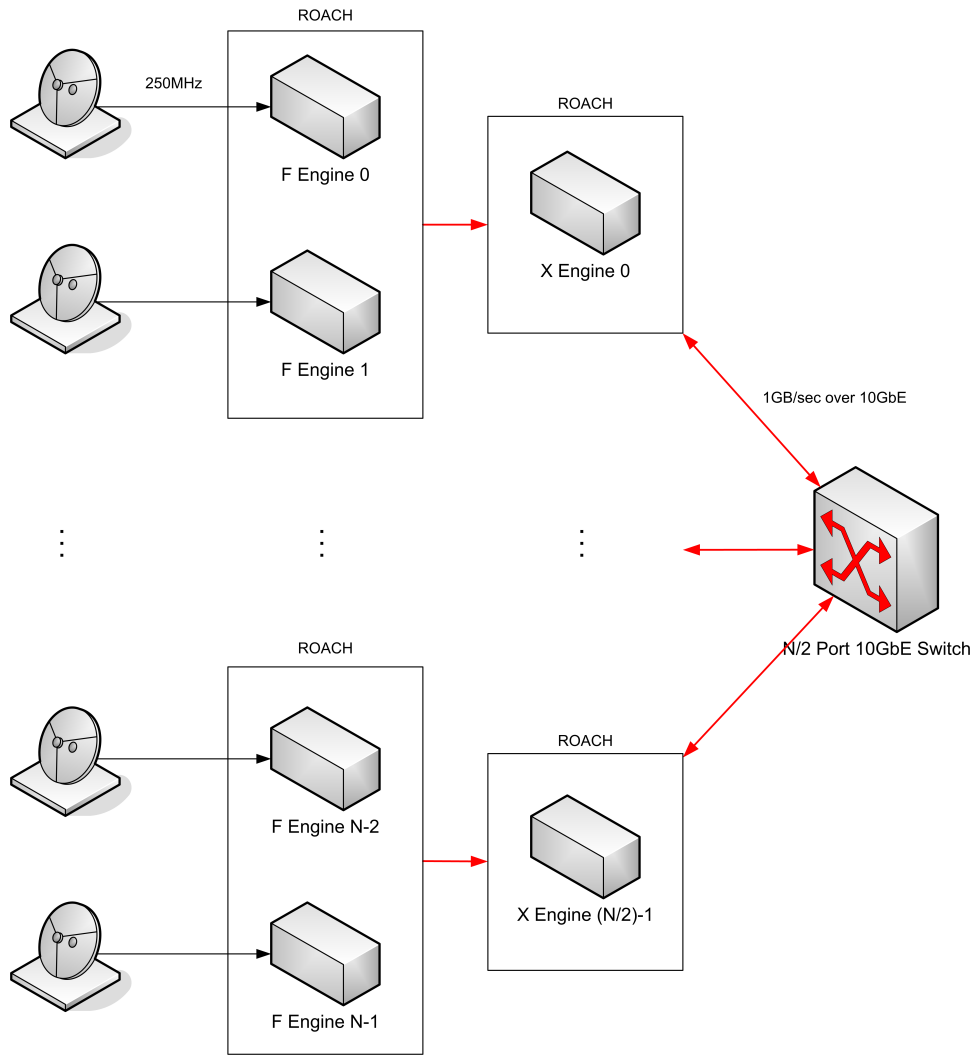 ROACH
250MHz
F Engine 0
ROACH
X Engine 0
F Engine 1
1GB/sec over 10GbE
N/2 Port 10GbE Switch
ROACH
F Engine N-2
ROACH
X Engine (N/2)-1
F Engine N-1